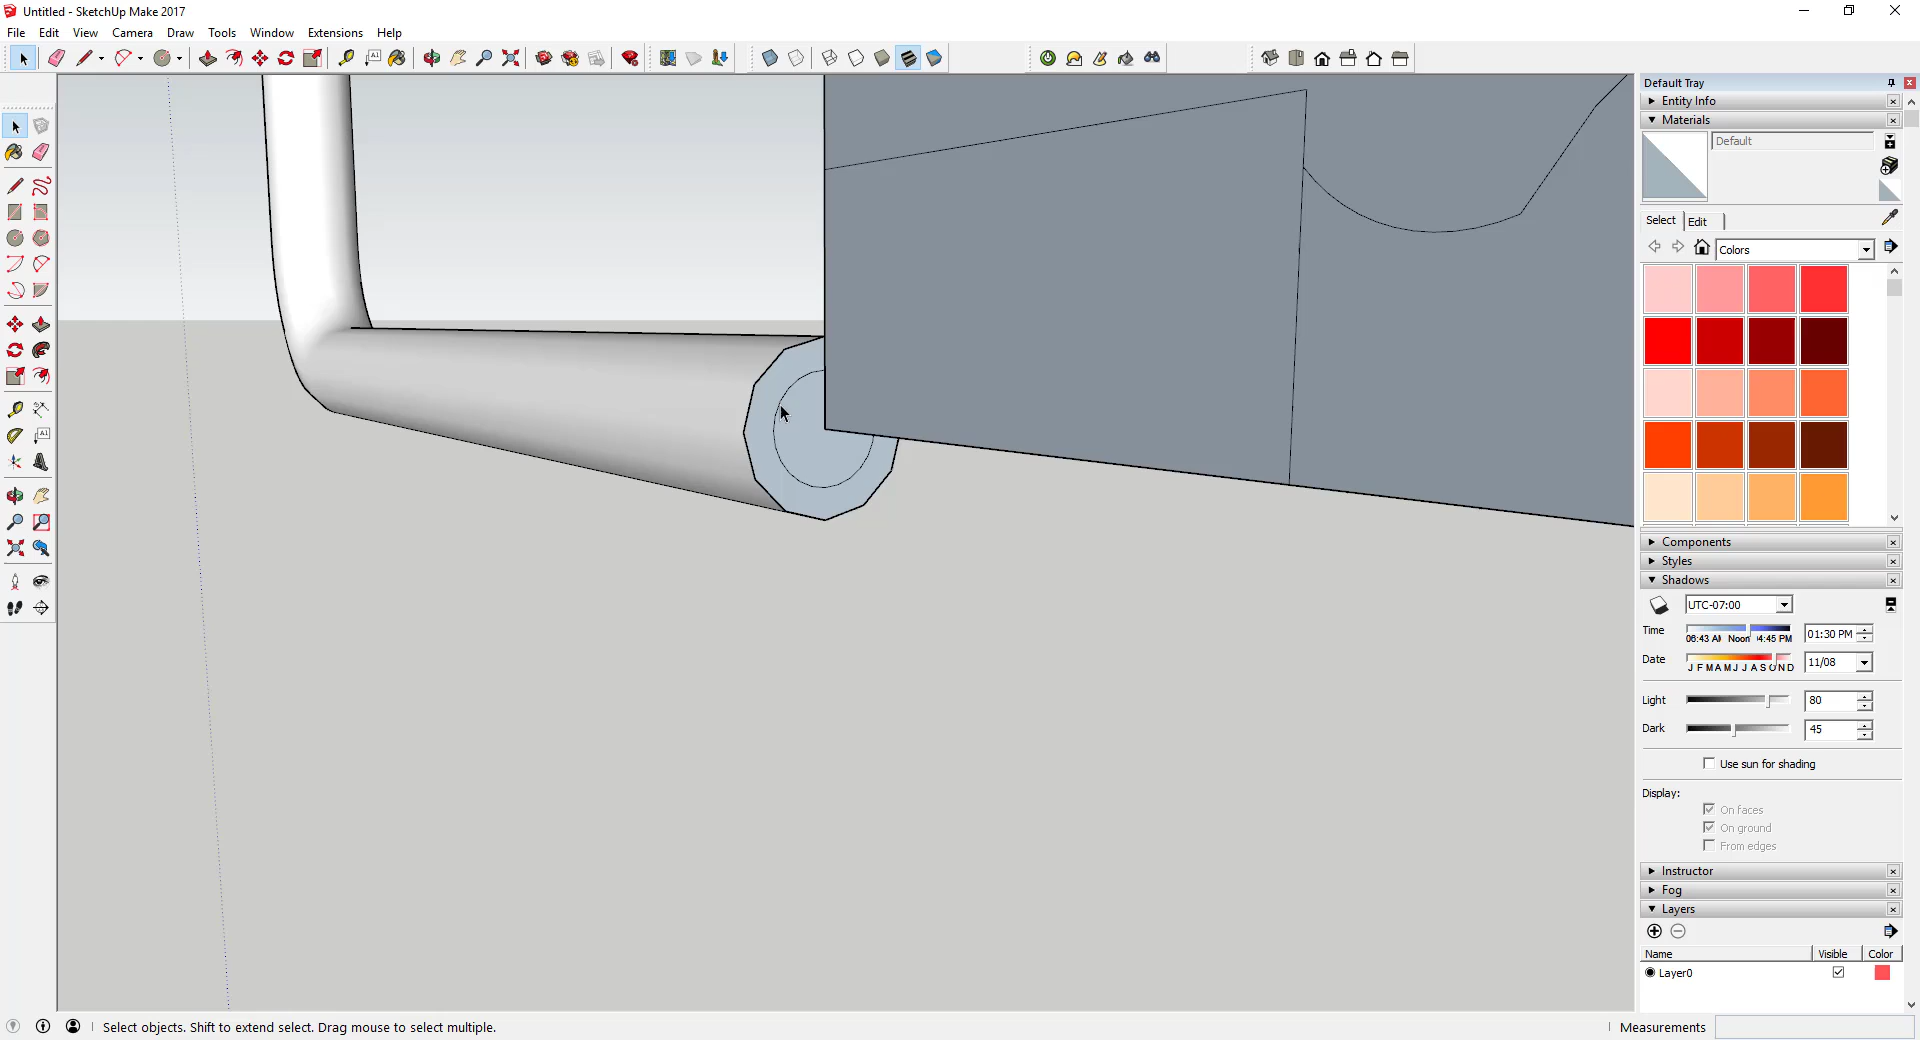 Untitled - SketchUp Make 2017
File Edit View Camera Draw Tools Window Extensions Help
Default Tray
Entity Info
Materials
Default
Select Edit
Colors
Components
Styles
Shadows
UTC-07:00
Time 06:43 AM Noon 04:45 PM 01:30 PM
Date J F M A M J J A S O N D 11/08
Light 80
Dark 45
Use sun for shading
Display:
On faces
On ground
From edges
Instructor
Fog
Layers
Name Visible Color
Layer0
Select objects. Shift to extend select. Drag mouse to select multiple.
Measurements